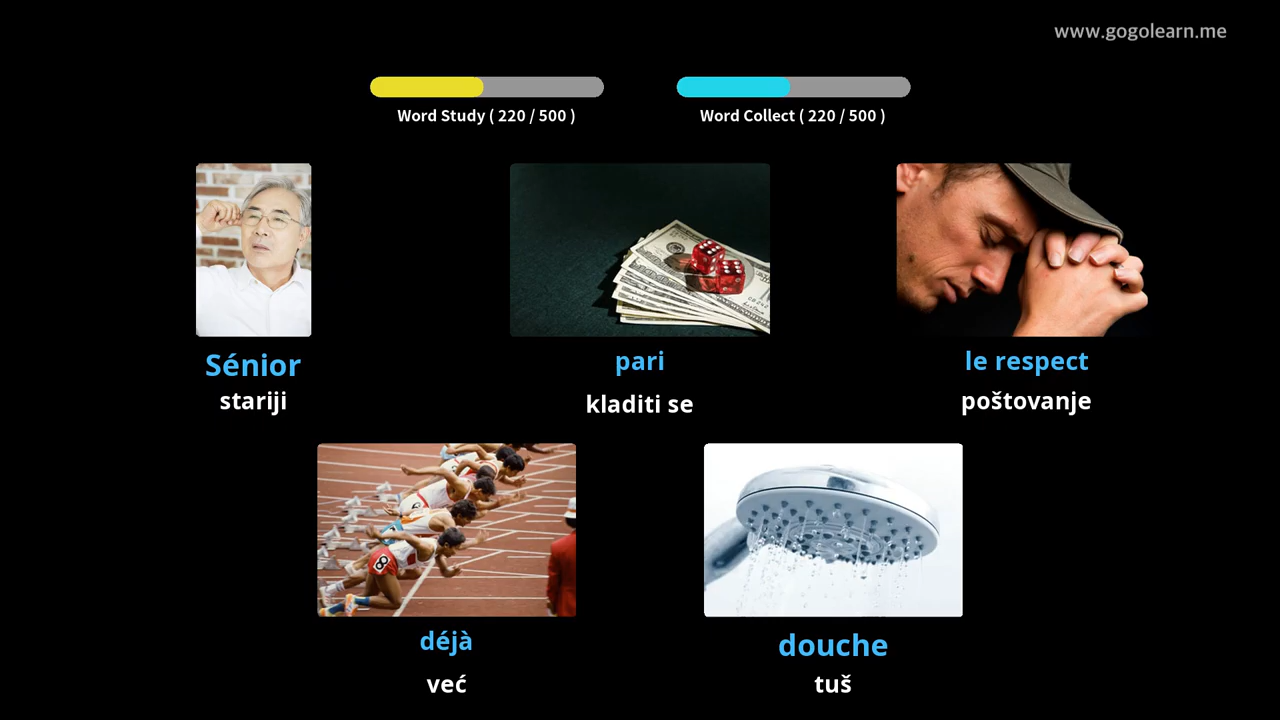 www.gogolearn.me
Word Study ( 220 / 500 )
Word Collect ( 220 / 500 )
Sénior
stariji
pari
kladiti se
le respect
poštovanje
déjà
već
douche
tuš